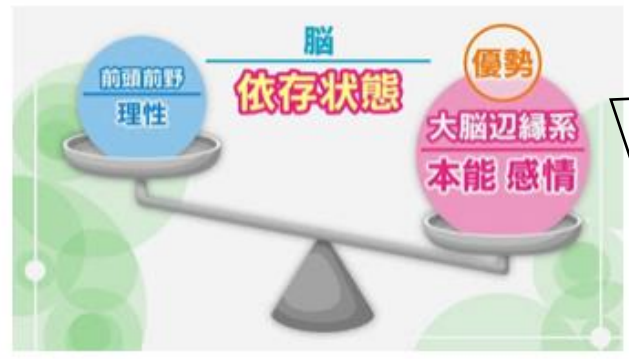 脳
依存状態
前頭前野
理性
優勢
大脳辺縁系
本能 感情